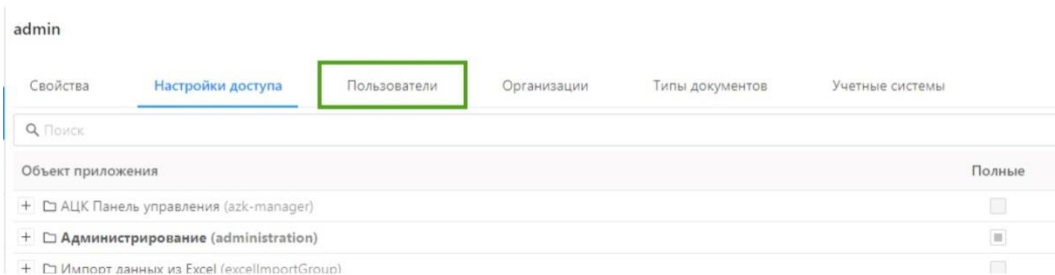 admin
Свойства Настройки доступа Пользователи Организации Типы документов Учетные системы
Поиск
Объект приложения Полные
АЦК Панель управления (azk-manager)
Администрирование (administration)
Импорт данных из Excel (excelImportGroup)